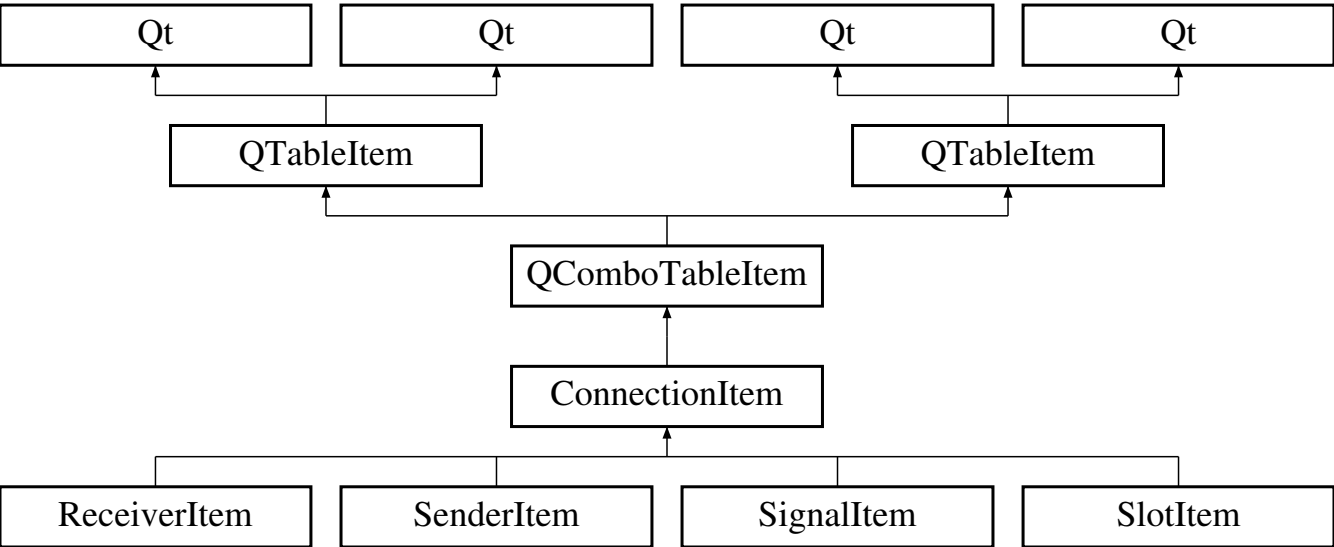 Qt Qt Qt Qt
QTableItem QTableItem
QComboTableItem
ConnectionItem
ReceiverItem SenderItem SignalItem SlotItem